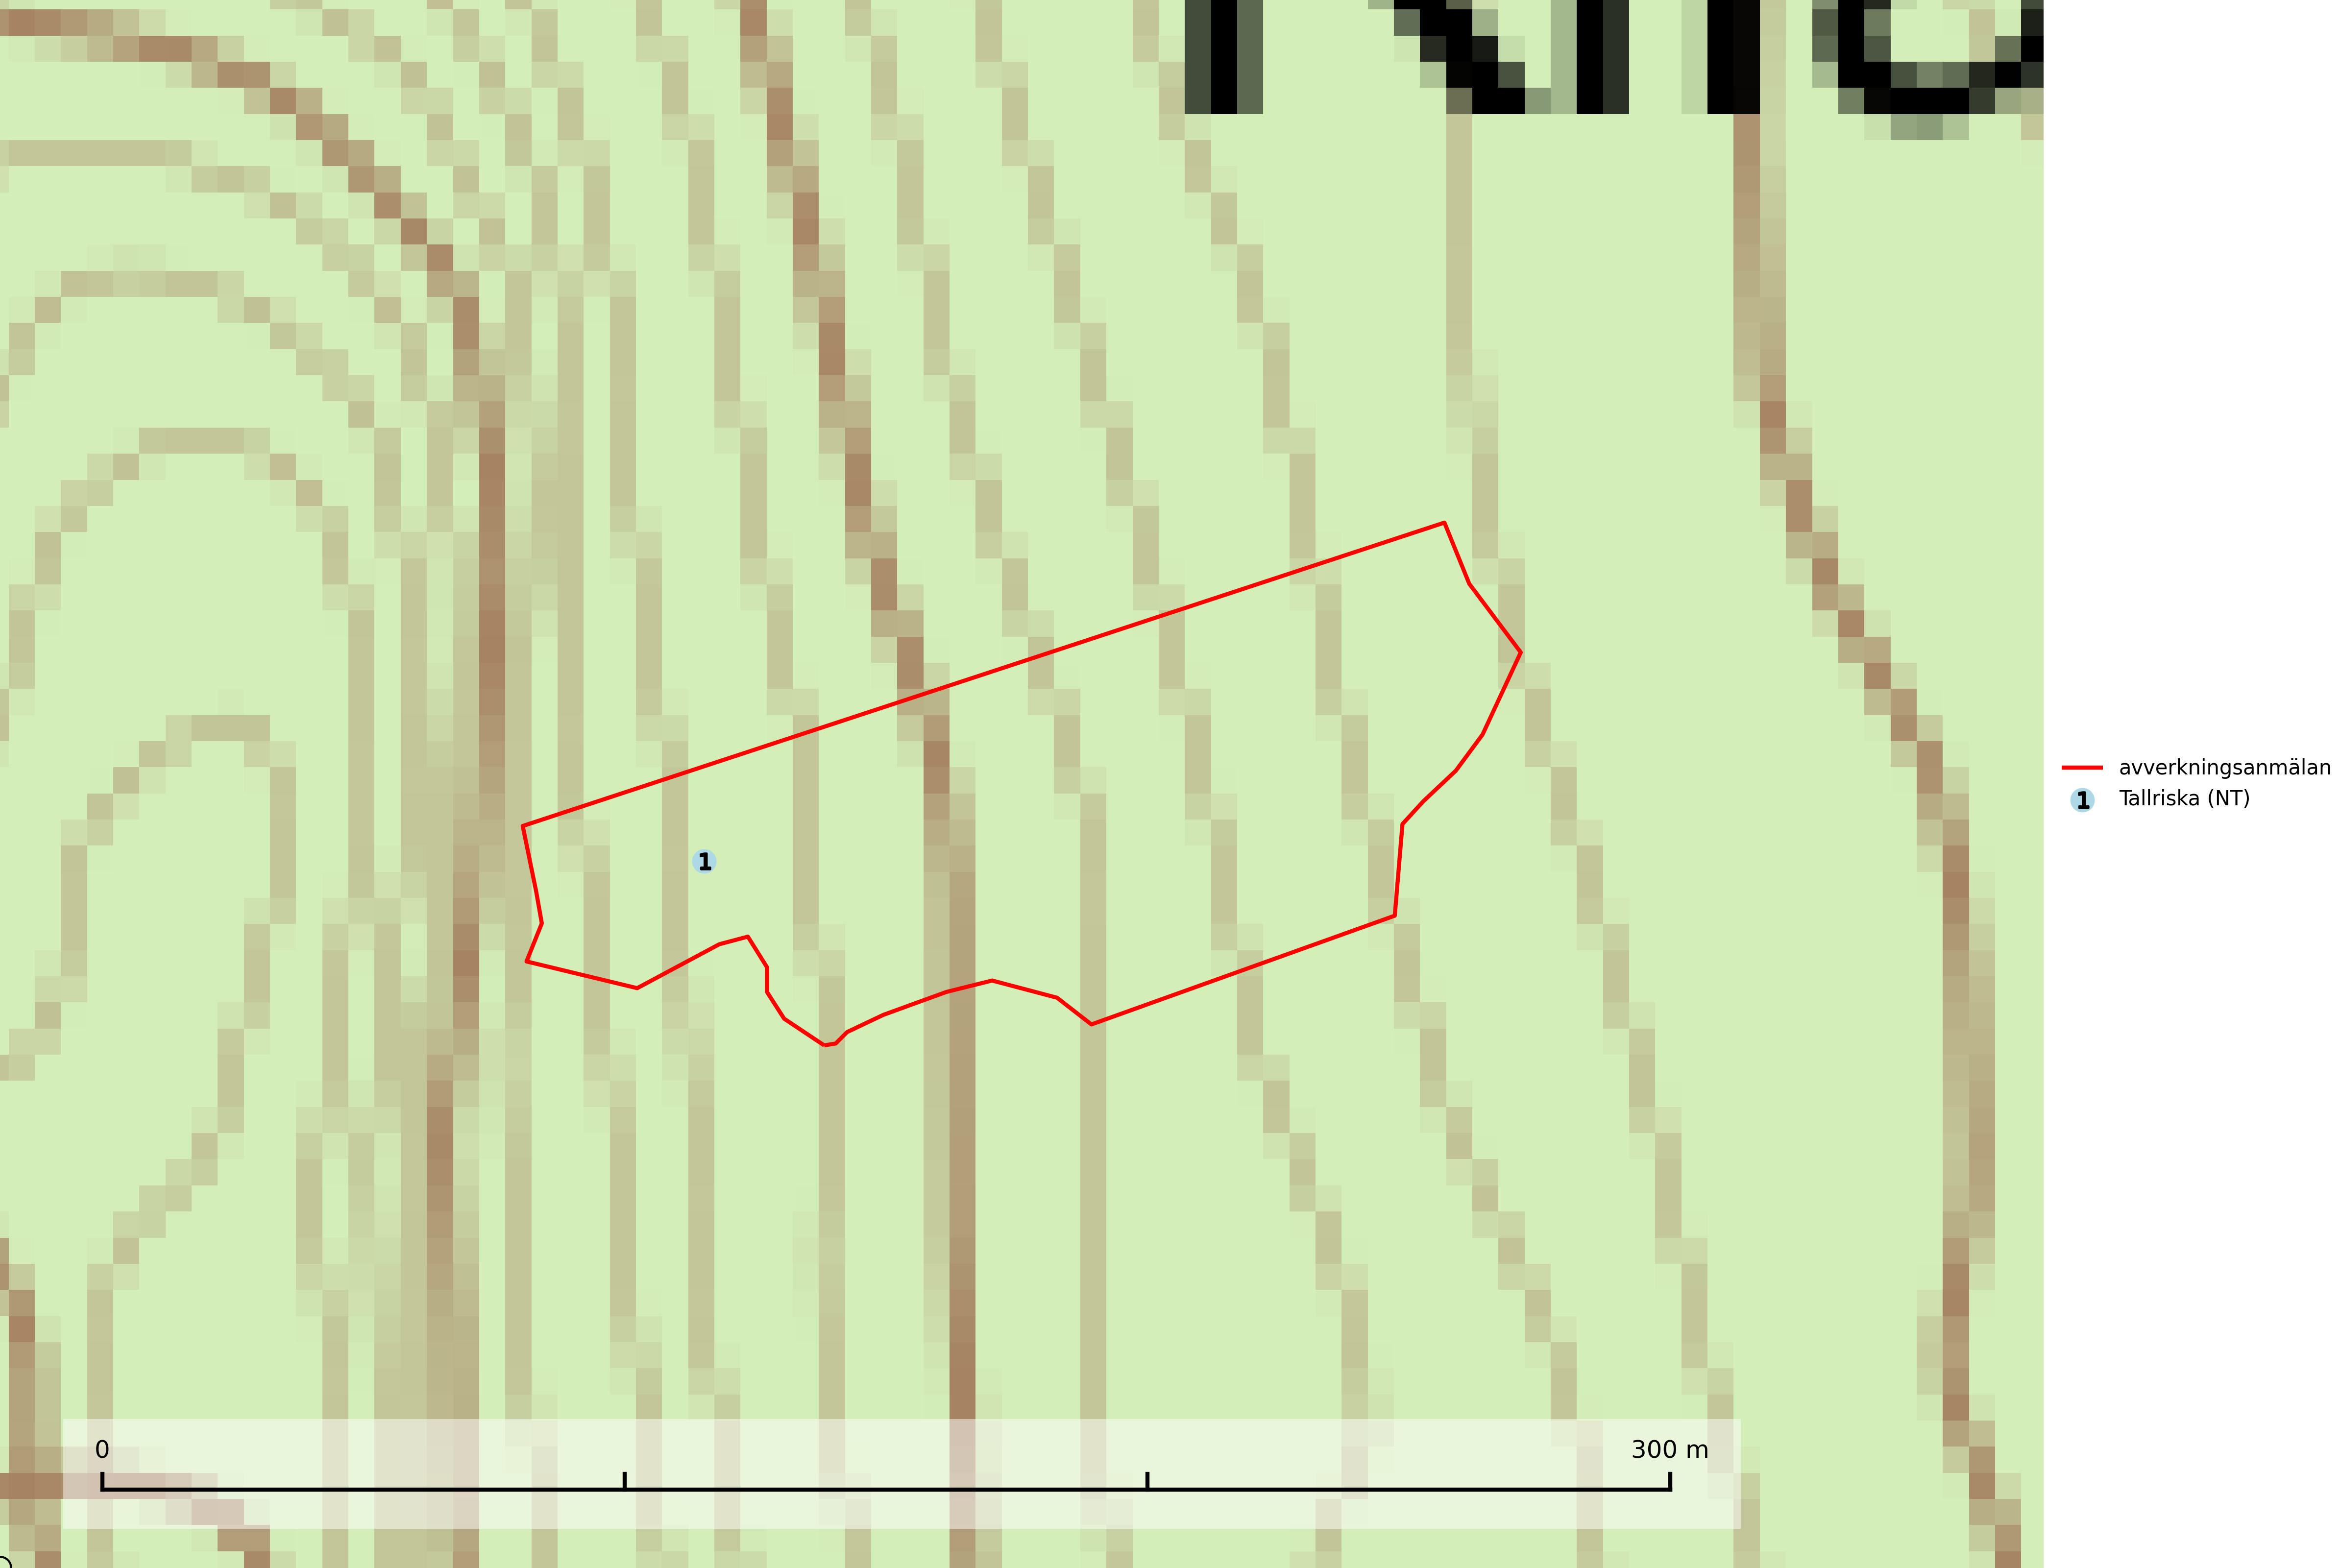 avverkningsanmälan
1 Tallriska (NT)
1
0 300 m